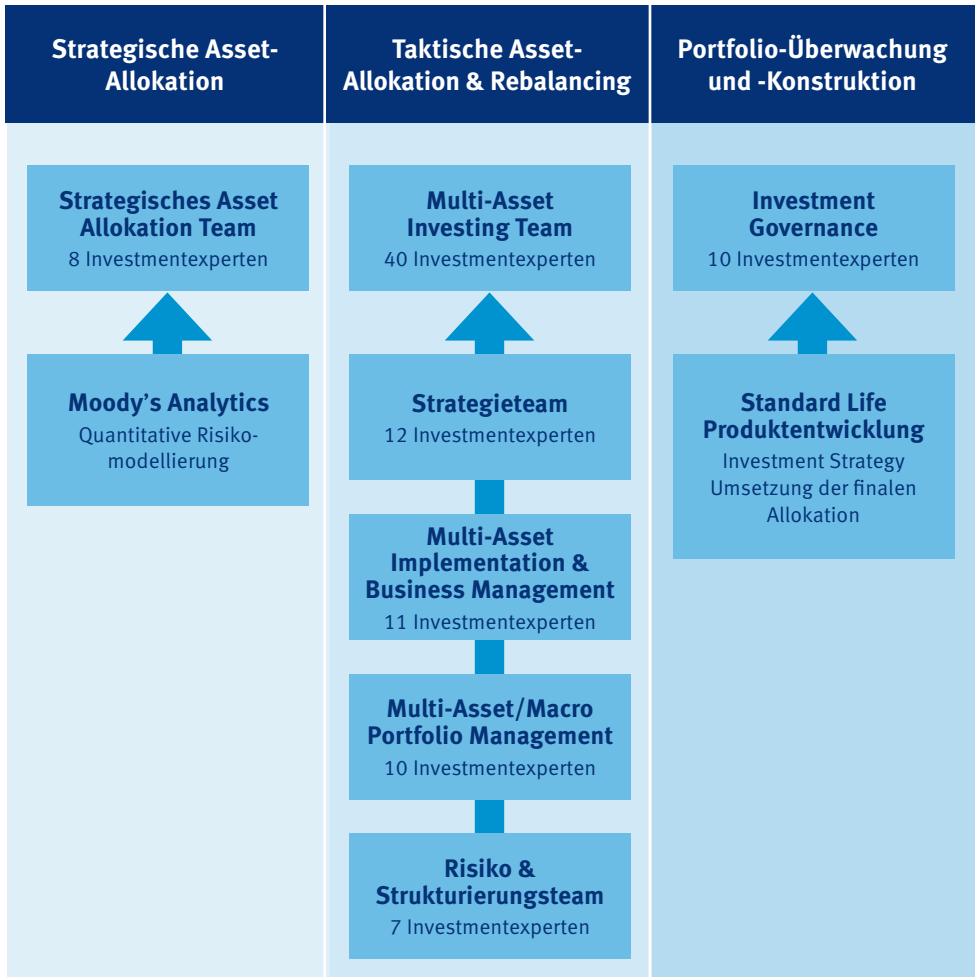 Strategische Asset-
Allokation
Taktische Asset-
Allokation & Rebalancing
Portfolio-Überwachung
und -Konstruktion
Strategisches Asset
Allokation Team
8 Investmentexperten
Moody’s Analytics
Quantitative Risiko-
modellierung
Multi-Asset
Investing Team
40 Investmentexperten
Strategieteam
12 Investmentexperten
Multi-Asset
Implementation &
Business Management
11 Investmentexperten
Multi-Asset/Macro
Portfolio Management
10 Investmentexperten
Risiko &
Strukturierungsteam
7 Investmentexperten
Investment
Governance
10 Investmentexperten
Standard Life
Produktentwicklung
Investment Strategy
Umsetzung der finalen
Allokation